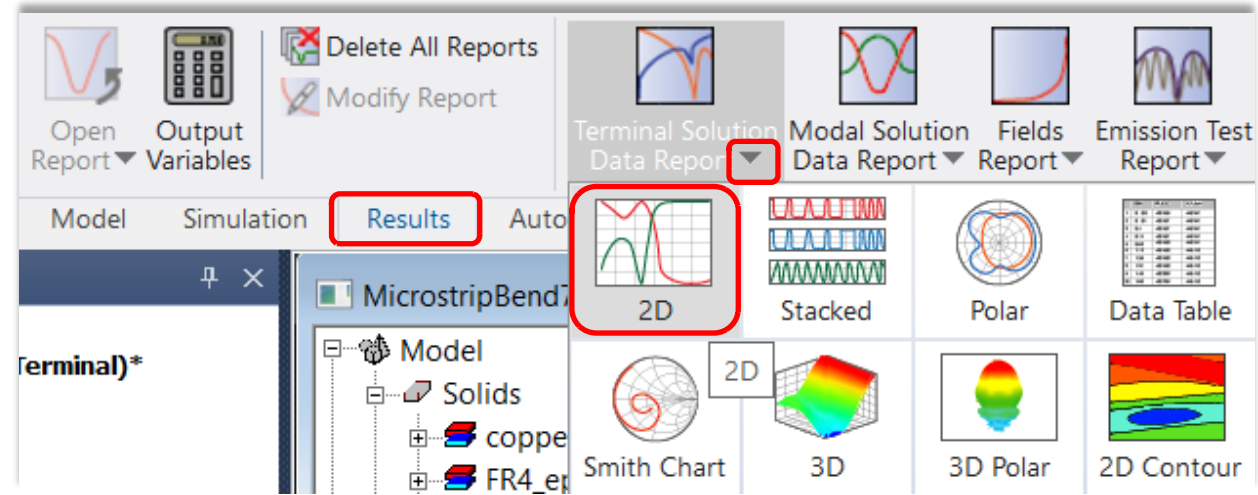 Delete All Reports
Modify Report
Open
Report
Output
Variables
Terminal Solution
Data Report
Modal Solution
Data Report
Fields
Report
Emission Test
Report
Model
Simulation
Results
Auto
2D
Stacked
Polar
Data Table
MicrostripBend7
Terminal)*
Model
Solids
coppe
FR4_ep
2D
Smith Chart
3D
3D Polar
2D Contour